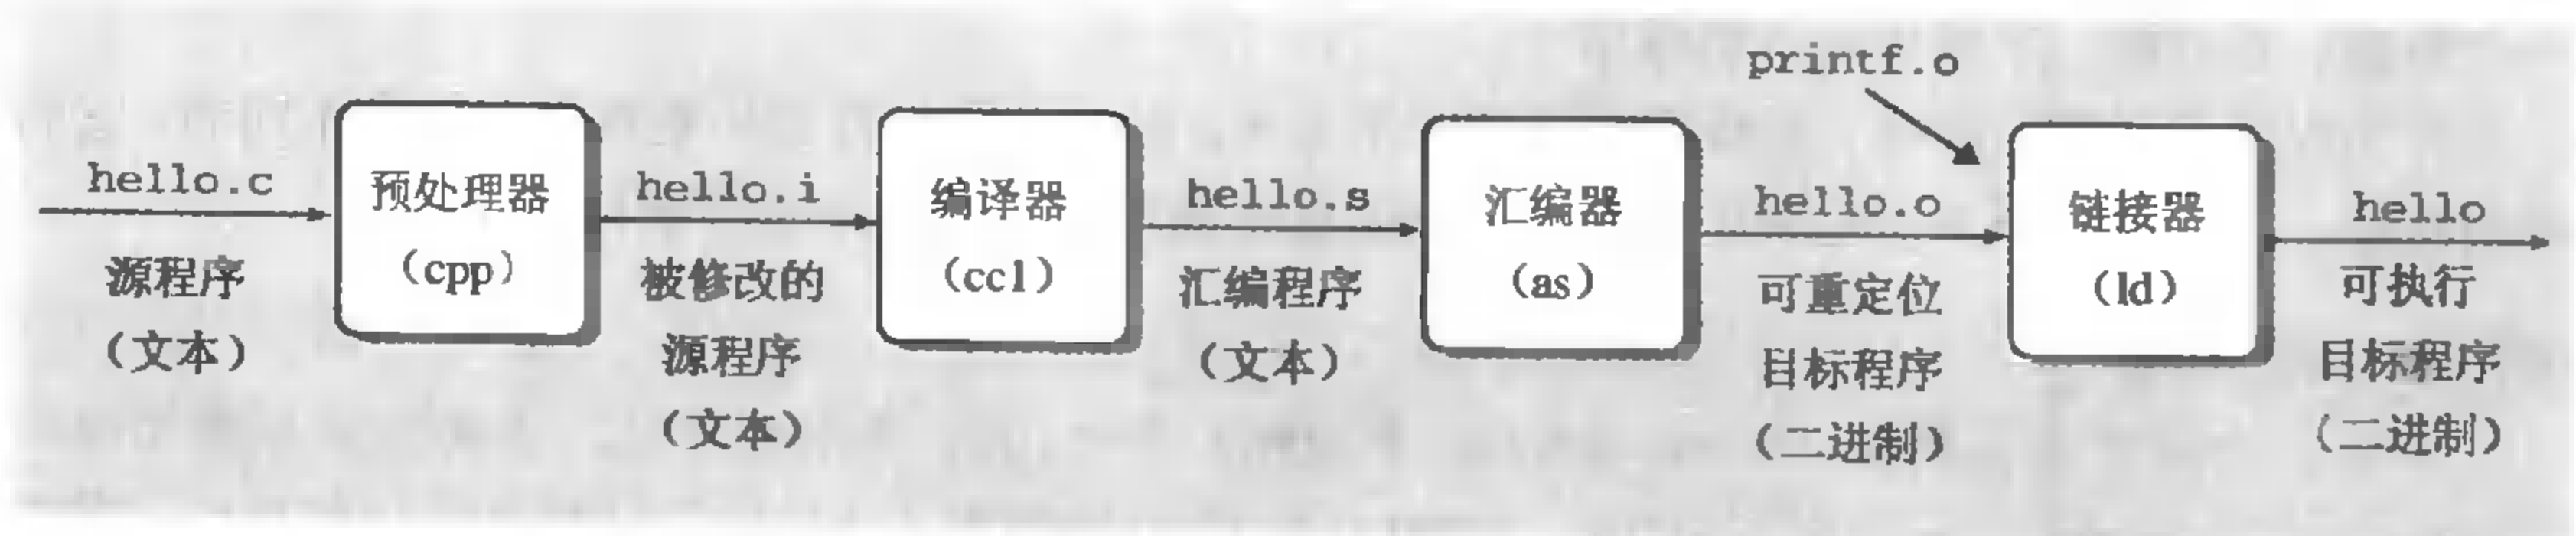 printf.o
hello.c
源程序
（文本）
预处理器
（cpp）
hello.i
被修改的
源程序
（文本）
编译器
（cc1）
hello.s
汇编程序
（文本）
汇编器
（as）
hello.o
可重定位
目标程序
（二进制）
链接器
（ld）
hello
可执行
目标程序
（二进制）